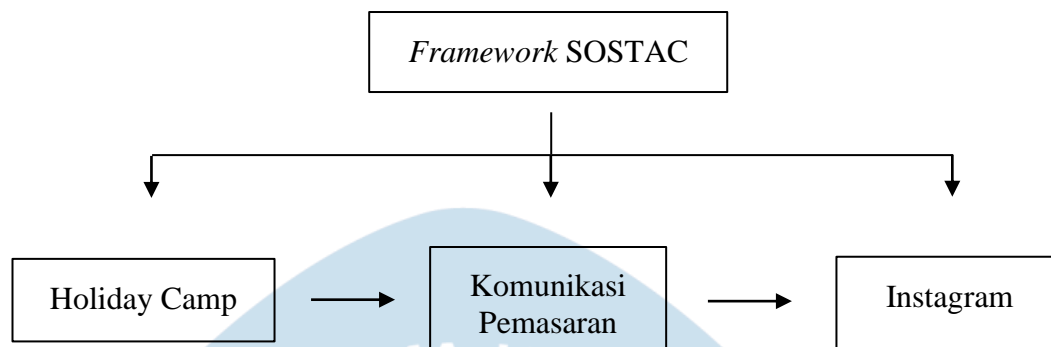 Framework SOSTAC
Holiday Camp
Komunikasi
Pemasaran
Instagram